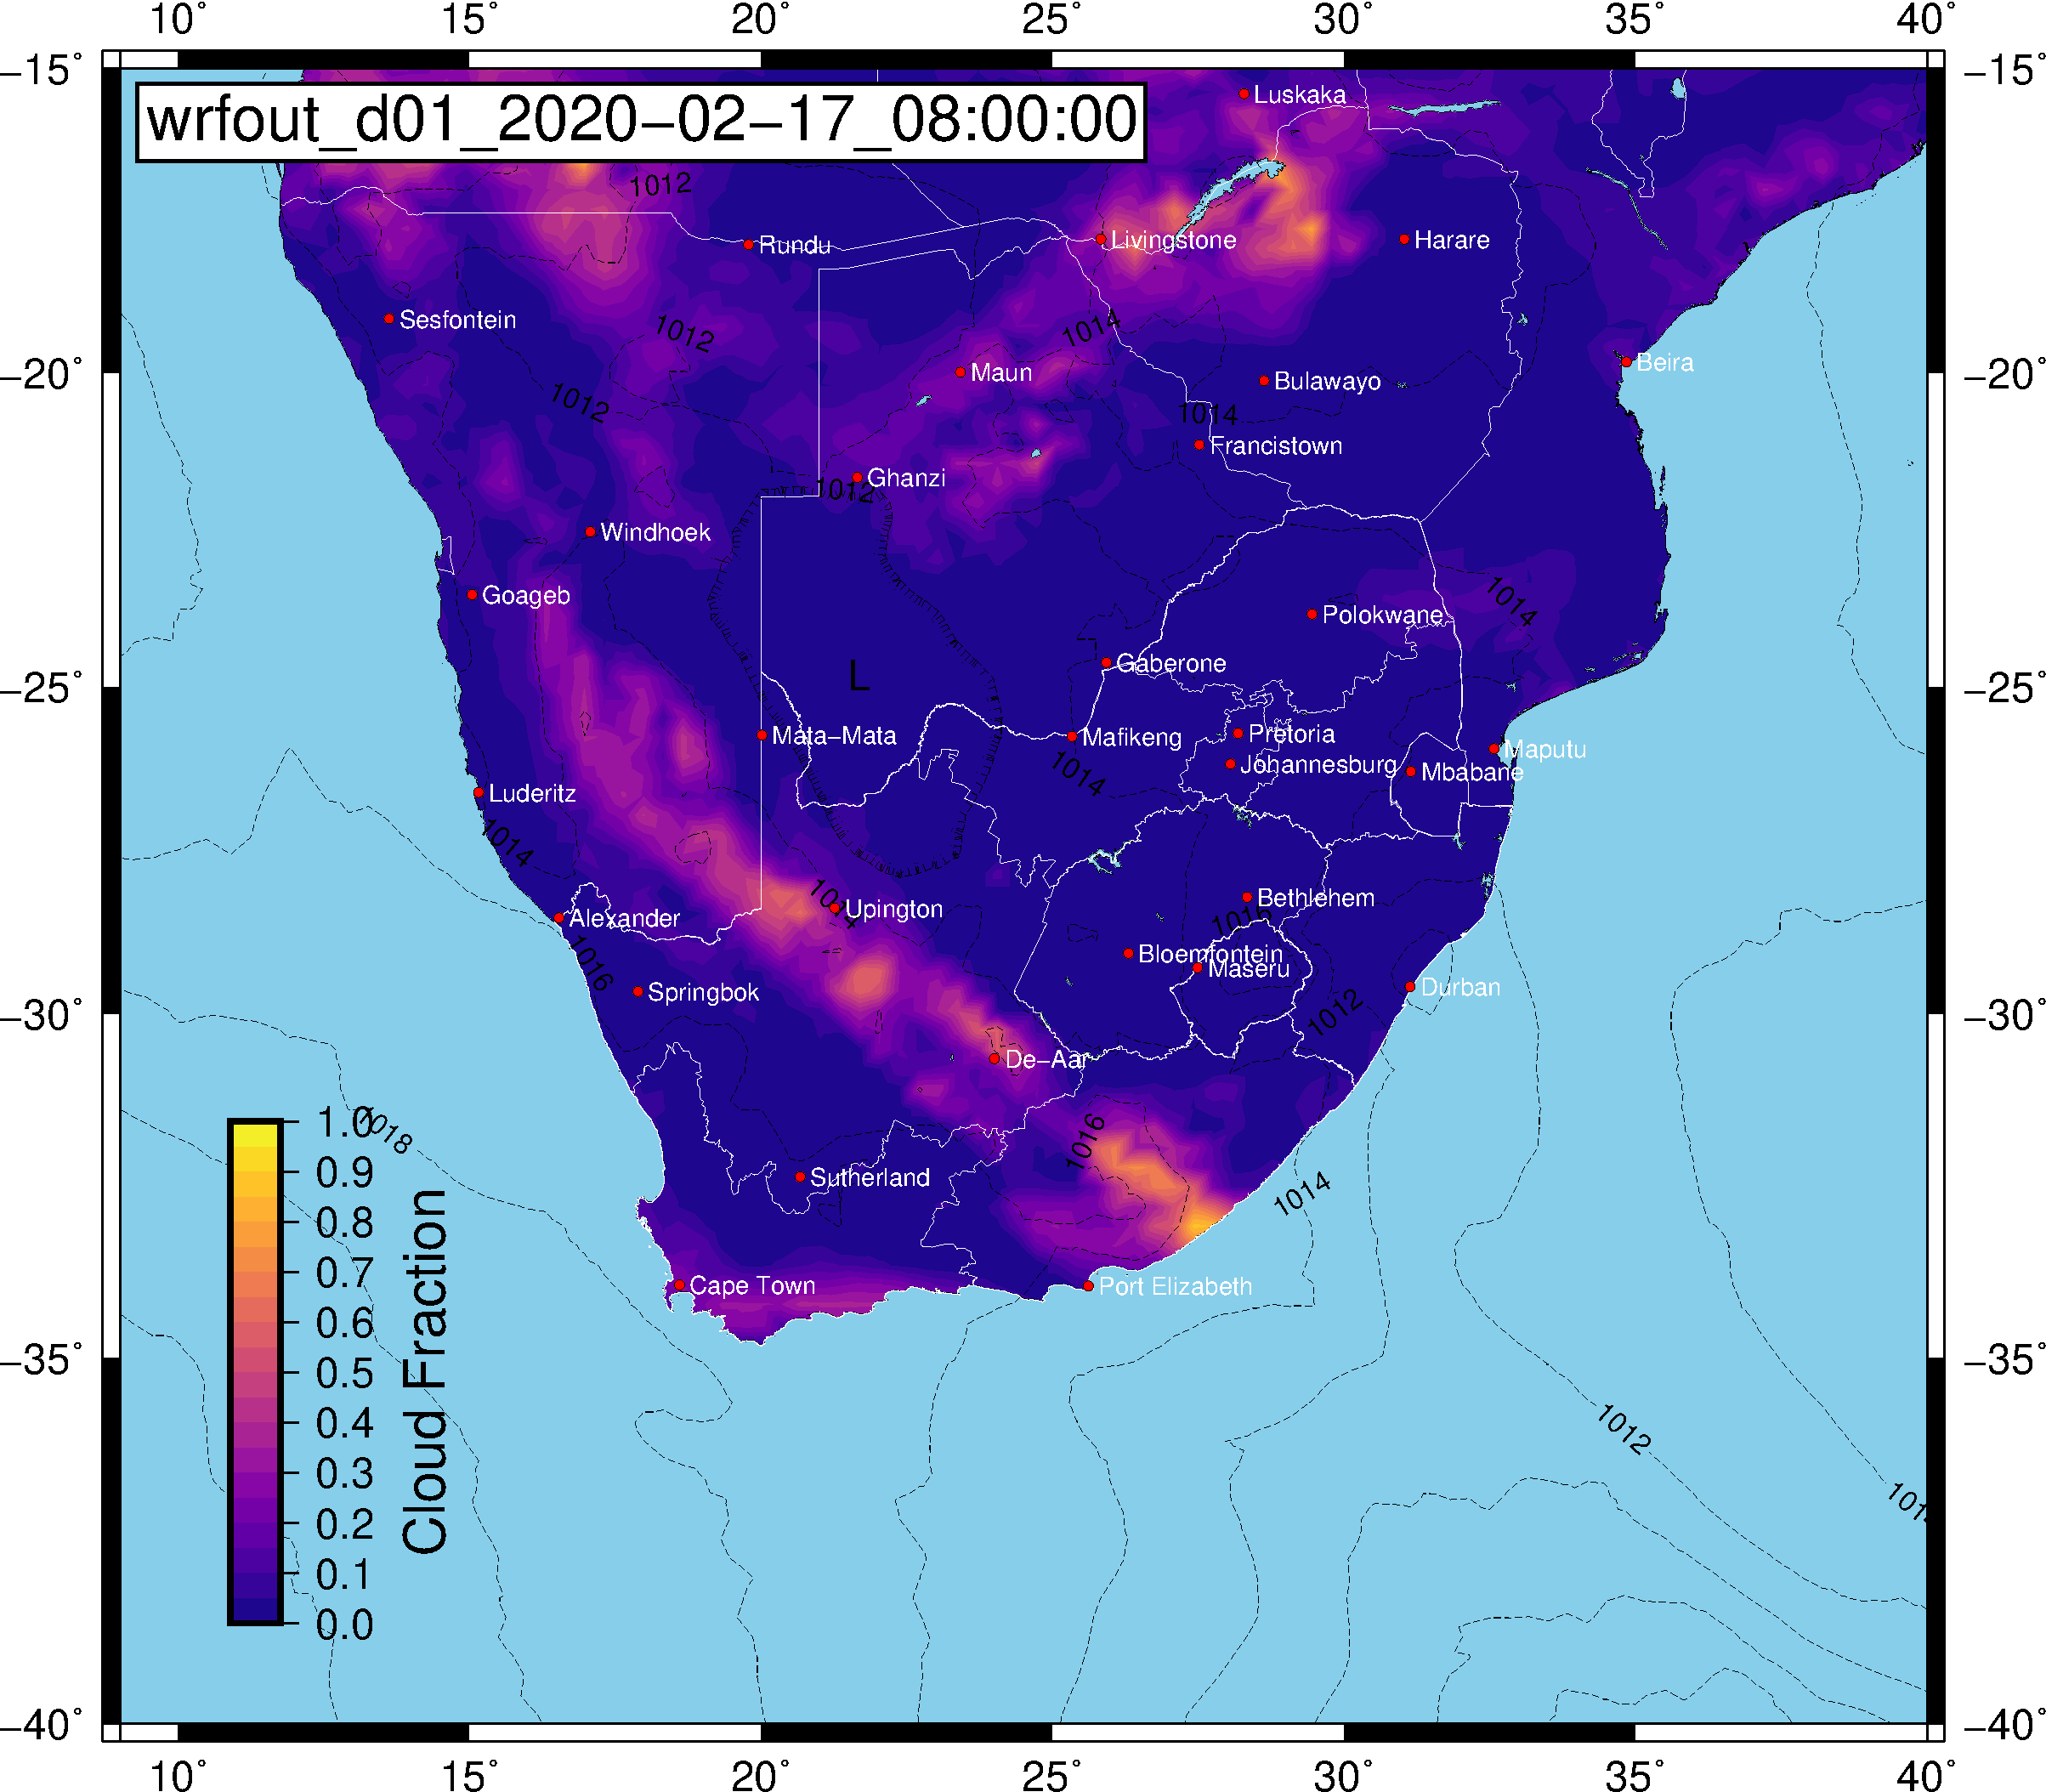 10° 15° 20° 25° 30° 35° 40°
−15° −15°
wrfout_d01_2020−02−17_08:00:00
Luskaka
1012
Rundu
Livingstone
Harare
Sesfontein
1012
1014
−20° −20°
Maun
Beira
Bulawayo
1012
1014
Francistown
Ghanzi
1012
Windhoek
Goageb
1014
Polokwane
Gaberone
L
−25° −25°
Mata−Mata
Mafikeng
Pretoria
Maputu
Johannesburg
Mbabane
1014
Luderitz
1014
Bethlehem
1014
Upington
Alexander
1016
Bloemfontein
1016
Maseru
Springbok
Durban
−30° −30°
1012
De−Aar
1.0
1018
1016
0.9
Sutherland
1014
0.8
0.7
Cape Town
Port Elizabeth
0.6
−35° −35°
0.5
0.4
1012
0.3
0.2
0.1
0.0
Cloud Fraction
−40° −40°
10° 15° 20° 25° 30° 35° 40°